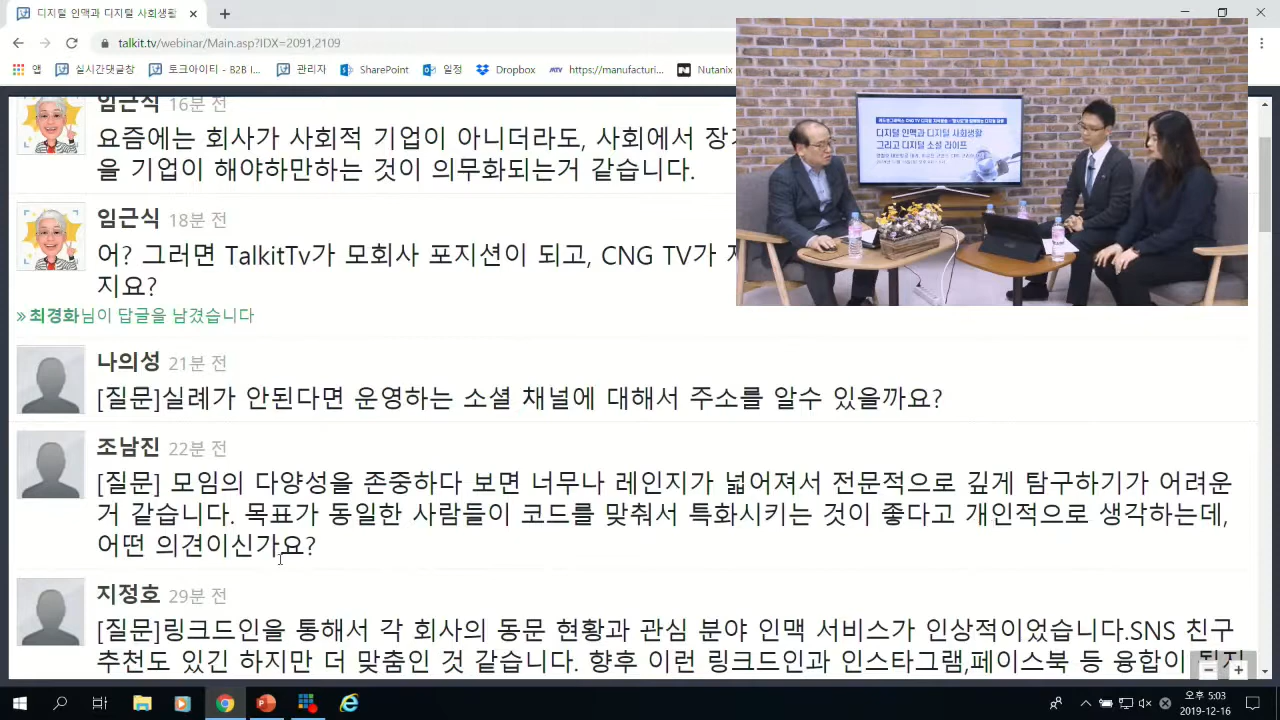 디지털 인맥과 디지털 사회생활
talkit.tv/webinar/Main.asp?IDX=2091,2109
앱 실시간댓글창 토크아이티 - B2B I... 관리자 SharePoint 일정 Dropbox https://manufacturi... Nutanix
디지털 인맥과 디지털 사회생활
그리고 디지털 소셜 라이프
임근식 16분 전
요즘에는 회사가 사회적 기업이 아니더라도, 사회에서
을 기업이 해야하만하는 것이 의무화되는거 같습니다.
임근식 18분 전
어? 그러면 TalkitTv가 모회사 포지션이 되고, CNG TV가
지요?
» 최경화님이 답글을 남겼습니다
나의성 21분 전
[질문]실례가 안된다면 운영하는 소셜 채널에 대해서 주소를 알수 있을까요?
조남진 22분 전
[질문] 모임의 다양성을 존중하다 보면 너무나 레인지가 넓어져서 전문적으로 깊게 탐구하기가 어려운
거 같습니다. 목표가 동일한 사람들이 코드를 맞춰서 특화시키는 것이 좋다고 개인적으로 생각하는데,
어떤 의견이신가요?
지정호 29분 전
[질문]링크드인을 통해서 각 회사의 동문 현황과 관심 분야 인맥 서비스가 인상적이었습니다.SNS 친구
추천도 있긴 하지만 더 맞춤인 것 같습니다. 향후 이런 링크드인과 인스타그램,페이스북 등 융합이
오후 5:03
2019-12-16